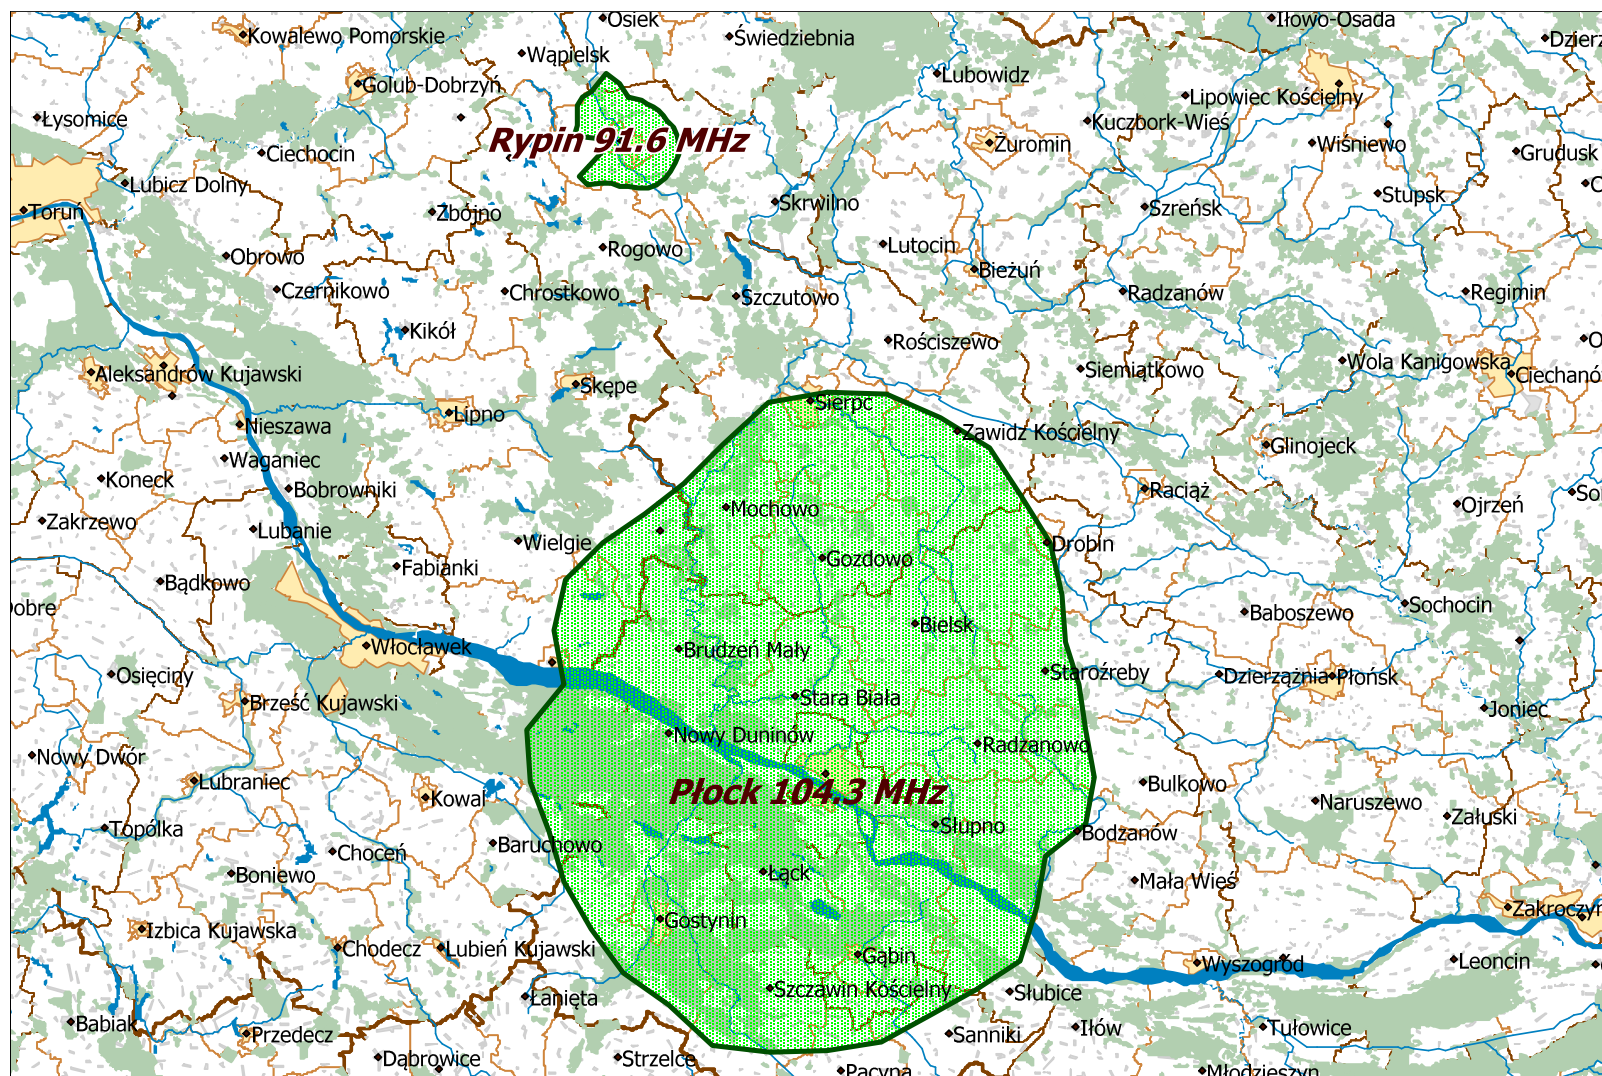 Osiek
Iłowo-Osada
Kowalewo Pomorskie
Świedziebnia
Wąpielsk
Lubowidz
Golub-Dobrzyń
Lipowiec Kościelny
Łysomice
Kuczbork-Wieś
Rypin 91.6 MHz
Żuromin
Wiśniewo
Grudusk
Ciechocin
Lubicz Dolny
Stupsk
Toruń
Zbójno
Skrwilno
Szreńsk
Obrowo
Rogowo
Lutocin
Bieżuń
Czernikowo
Chrostkowo
Szczutowo
Radzanów
Regimin
Kikół
Rościszewo
Aleksandrów Kujawski
Skępe
Siemiątkowo
Wola Kanigowska
Lipno
Sierpc
Nieszawa
Zawidz Kościelny
Glinojeck
Waganiec
Koneck
Bobrowniki
Raciąż
Mochowo
Ojrzeń
Zakrzewo
Lubanie
Wielgie
Drobin
Gozdowo
Fabianki
Bądkowo
Sochocin
Baboszewo
Bielsk
Włocławek
Brudzeń Mały
Osięciny
Staroźreby
Dzierzążnia
Płońsk
Brześć Kujawski
Stara Biała
Joniec
Nowy Duninów
Radzanowo
Nowy Dwór
Lubraniec
Kowal
Płock 104.3 MHz
Bulkowo
Naruszewo
Załuski
Topólka
Słupno
Bodzanów
Choceń
Baruchowo
Boniewo
Łąck
Mała Wieś
Izbica Kujawska
Gostynin
Chodecz
Lubień Kujawski
Gąbin
Wyszogród
Leoncin
Łanięta
Szczawin Kościelny
Słubice
Babiak
Przedecz
Sanniki
Iłów
Tułowice
Dąbrowice
Strzelce
Pacyna
Młodzieszyn